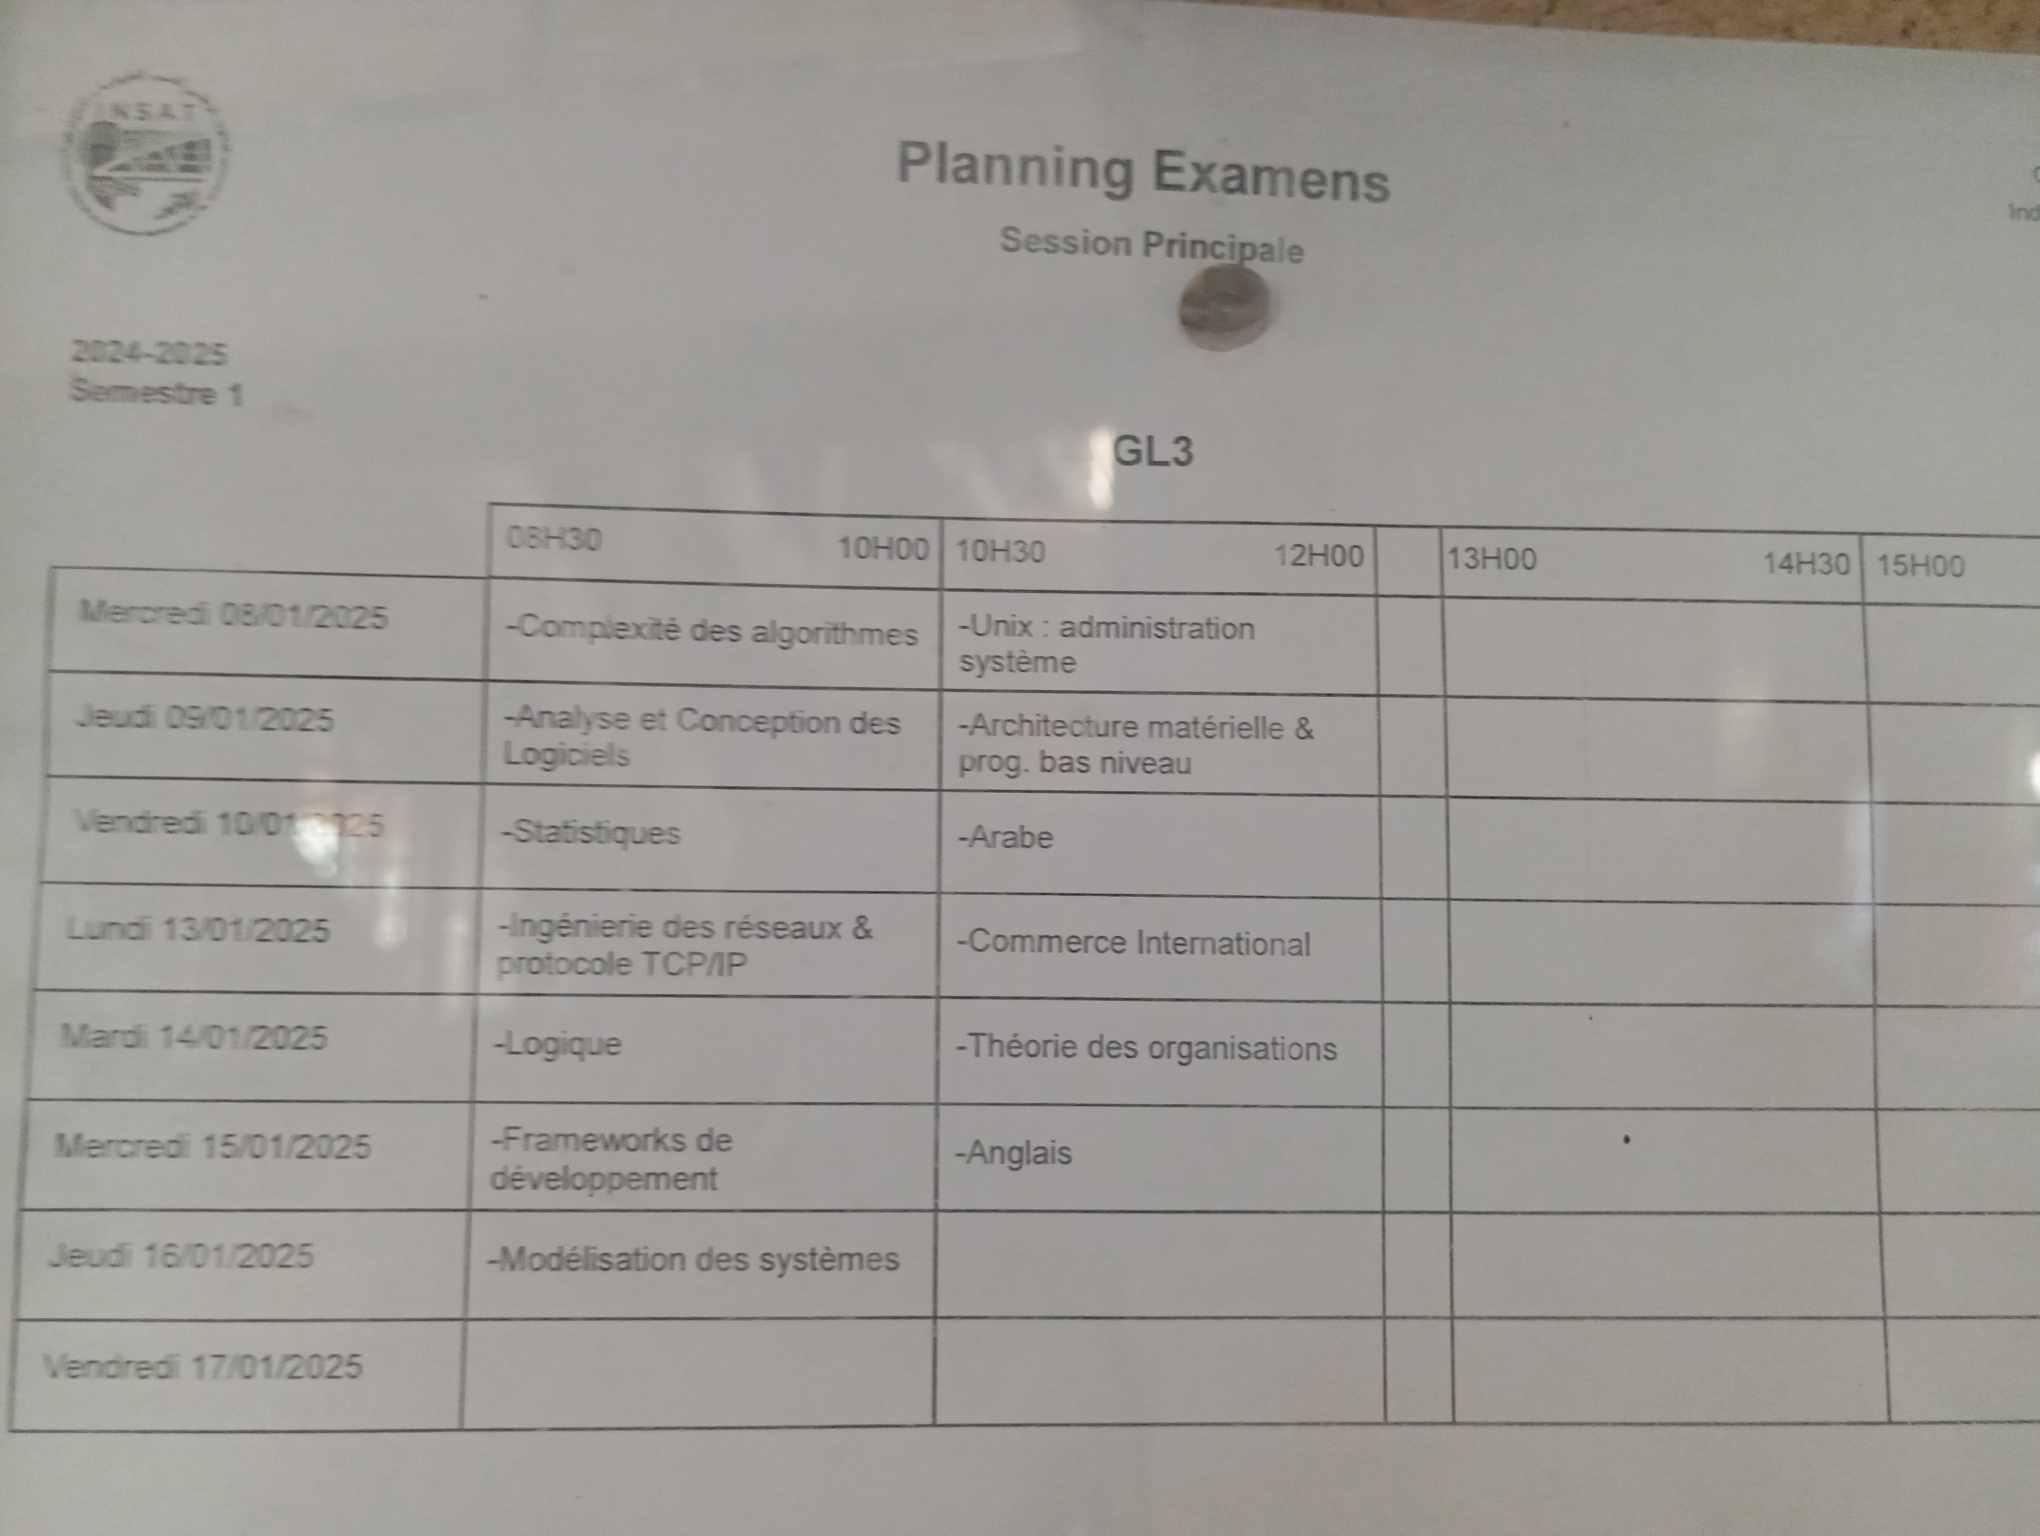 INSAT
Planning Examens
Session Principale
Ind
2024-2025
Semestre 1
GL3
08H30 10H00 10H30 12H00 13H00 14H30 15H00
Mercredi 08/01/2025
-Complexité des algorithmes
-Unix : administration
système
Jeudi 09/01/2025
-Analyse et Conception des
Logiciels
-Architecture matérielle &
prog. bas niveau
Vendredi 10/01/2025
-Statistiques
-Arabe
Lundi 13/01/2025
-Ingénierie des réseaux &
protocole TCP/IP
-Commerce International
Mardi 14/01/2025
-Logique
-Théorie des organisations
Mercredi 15/01/2025
-Frameworks de
développement
-Anglais
Jeudi 16/01/2025
-Modélisation des systèmes
Vendredi 17/01/2025